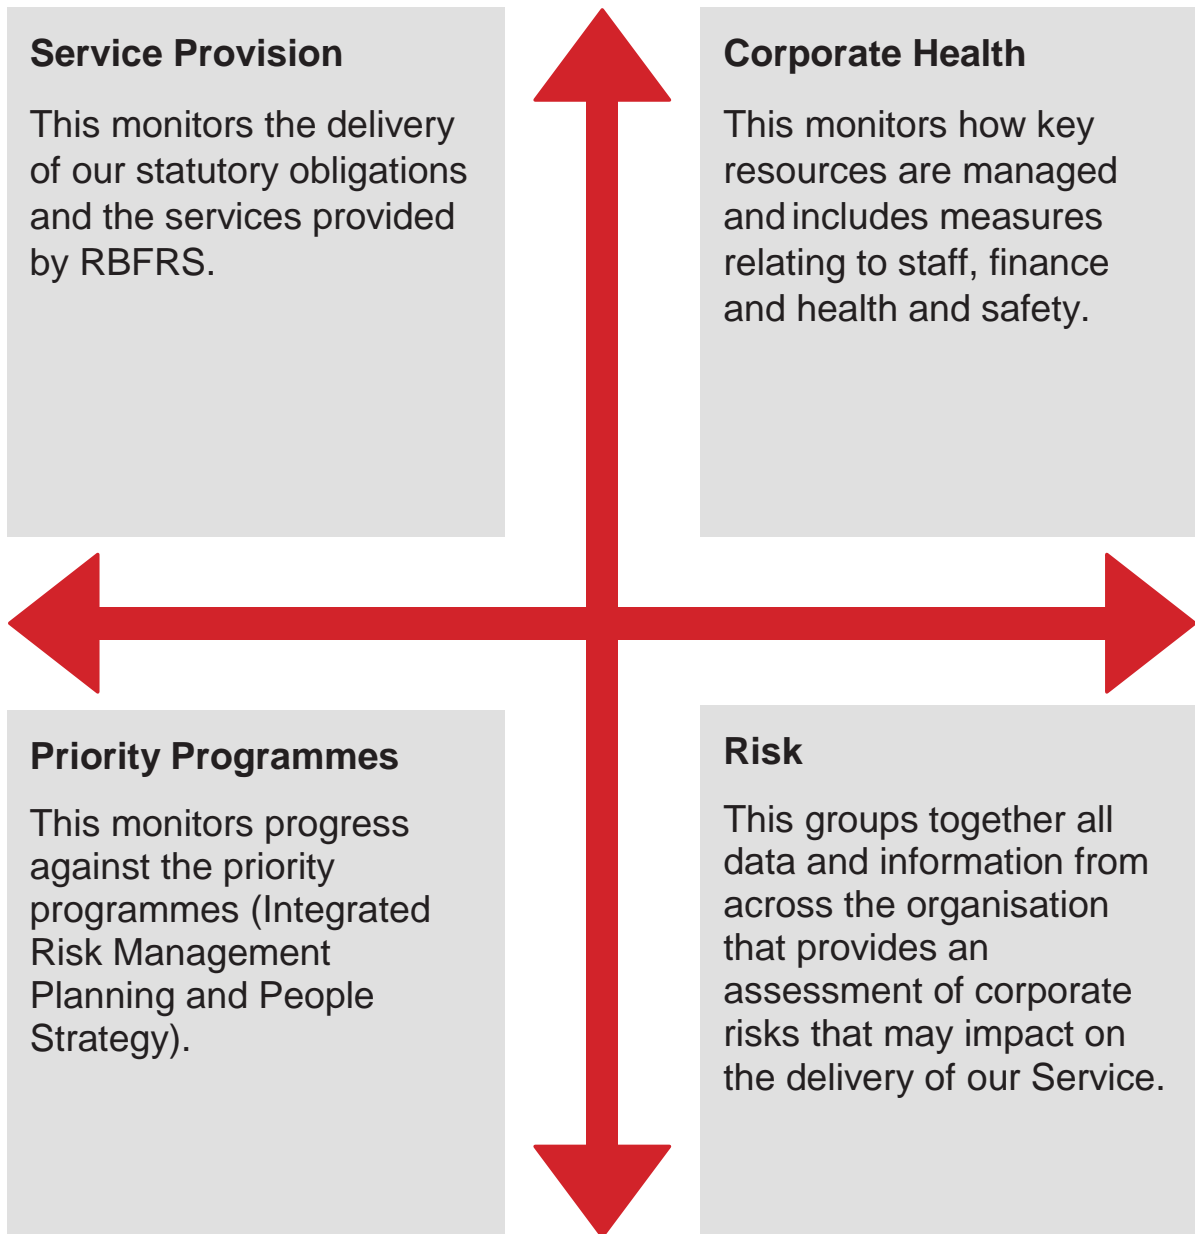 Service Provision
This monitors the delivery
of our statutory obligations
and the services provided
by RBFRS.
Corporate Health
This monitors how key
resources are managed
and includes measures
relating to staff, finance
and health and safety.
Priority Programmes
This monitors progress
against the priority
programmes (Integrated
Risk Management
Planning and People
Strategy).
Risk
This groups together all
data and information from
across the organisation
that provides an
assessment of corporate
risks that may impact on
the delivery of our Service.